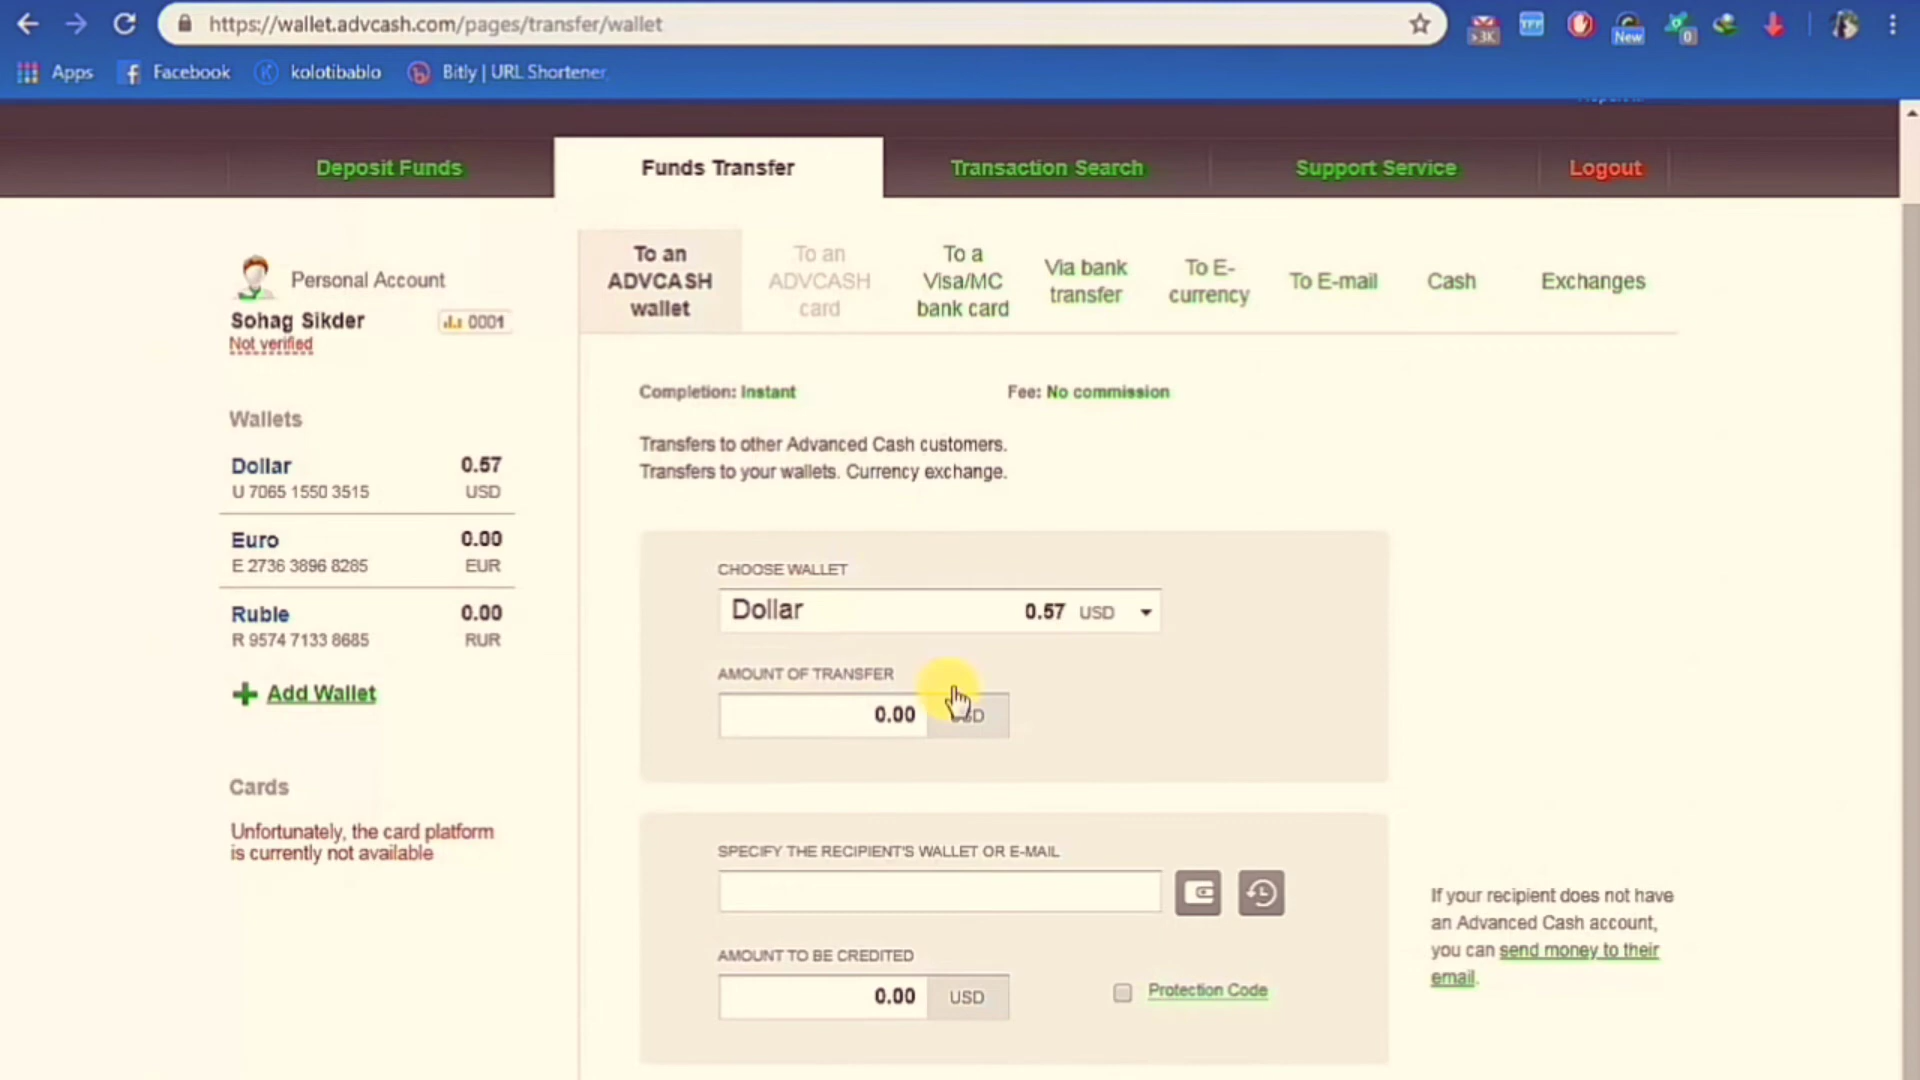 https://wallet.advcash.com/pages/transfer/wallet
>3K
New
0
Apps
Facebook
kolotibablo
Bitly | URL Shortener
Deposit Funds
Funds Transfer
Transaction Search
Support Service
Logout
Personal Account
Sohag Sikder
0001
Not verified
Wallets
Dollar 0.57
U 7065 1550 3515 USD
Euro 0.00
E 2736 3896 8285 EUR
Ruble 0.00
R 9574 7133 8685 RUR
Add Wallet
Cards
Unfortunately, the card platform
is currently not available
To an
ADVCASH
wallet
To an
ADVCASH
card
To a
Visa/MC
bank card
Via bank
transfer
To E-
currency
To E-mail
Cash
Exchanges
Completion: Instant
Fee: No commission
Transfers to other Advanced Cash customers.
Transfers to your wallets. Currency exchange.
CHOOSE WALLET
Dollar 0.57 USD
AMOUNT OF TRANSFER
0.00 USD
SPECIFY THE RECIPIENT'S WALLET OR E-MAIL
AMOUNT TO BE CREDITED
0.00 USD
Protection Code
If your recipient does not have
an Advanced Cash account,
you can send money to their
email.